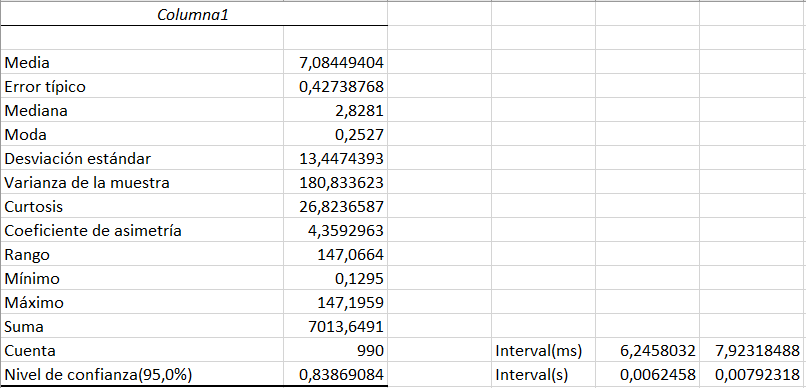 Columna1
Media 7,08449404
Error típico 0,42738768
Mediana 2,8281
Moda 0,2527
Desviación estándar 13,4474393
Varianza de la muestra 180,833623
Curtosis 26,8236587
Coeficiente de asimetría 4,3592963
Rango 147,0664
Mínimo 0,1295
Máximo 147,1959
Suma 7013,6491
Cuenta 990 Interval(ms) 6,2458032 7,92318488
Nivel de confianza(95,0%) 0,83869084 Interval(s) 0,0062458 0,00792318